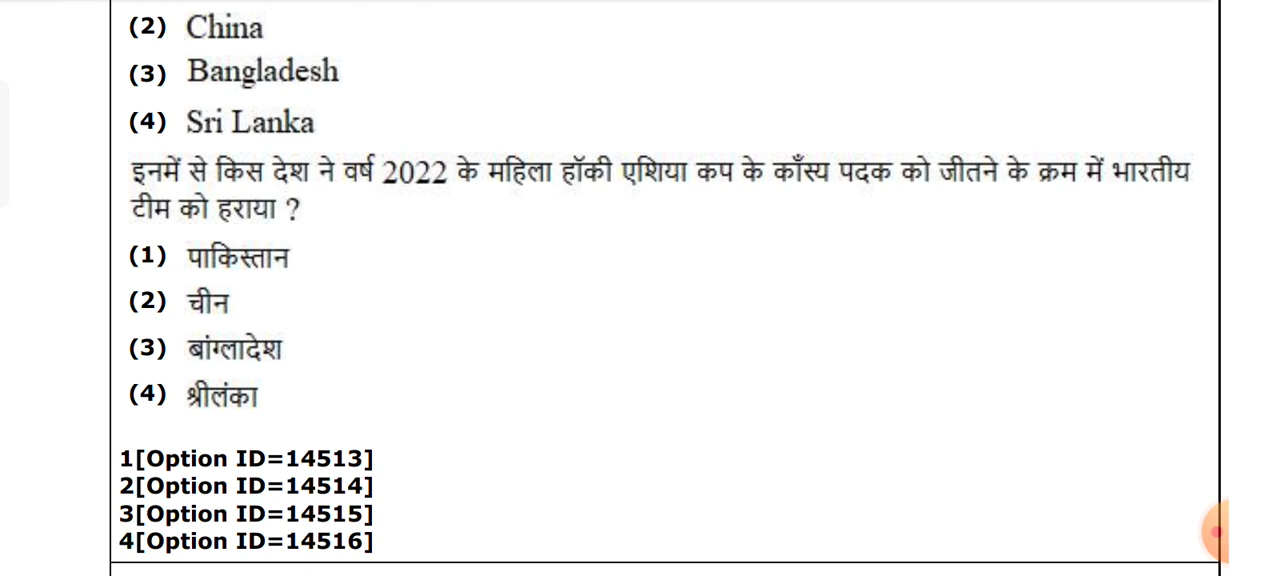 (2) China
(3) Bangladesh
(4) Sri Lanka
इनमें से किस देश ने वर्ष 2022 के महिला हॉकी एशिया कप के काँस्य पदक को जीतने के क्रम में भारतीय
टीम को हराया ?
(1) पाकिस्तान
(2) चीन
(3) बांग्लादेश
(4) श्रीलंका
1[Option ID=14513]
2[Option ID=14514]
3[Option ID=14515]
4[Option ID=14516]